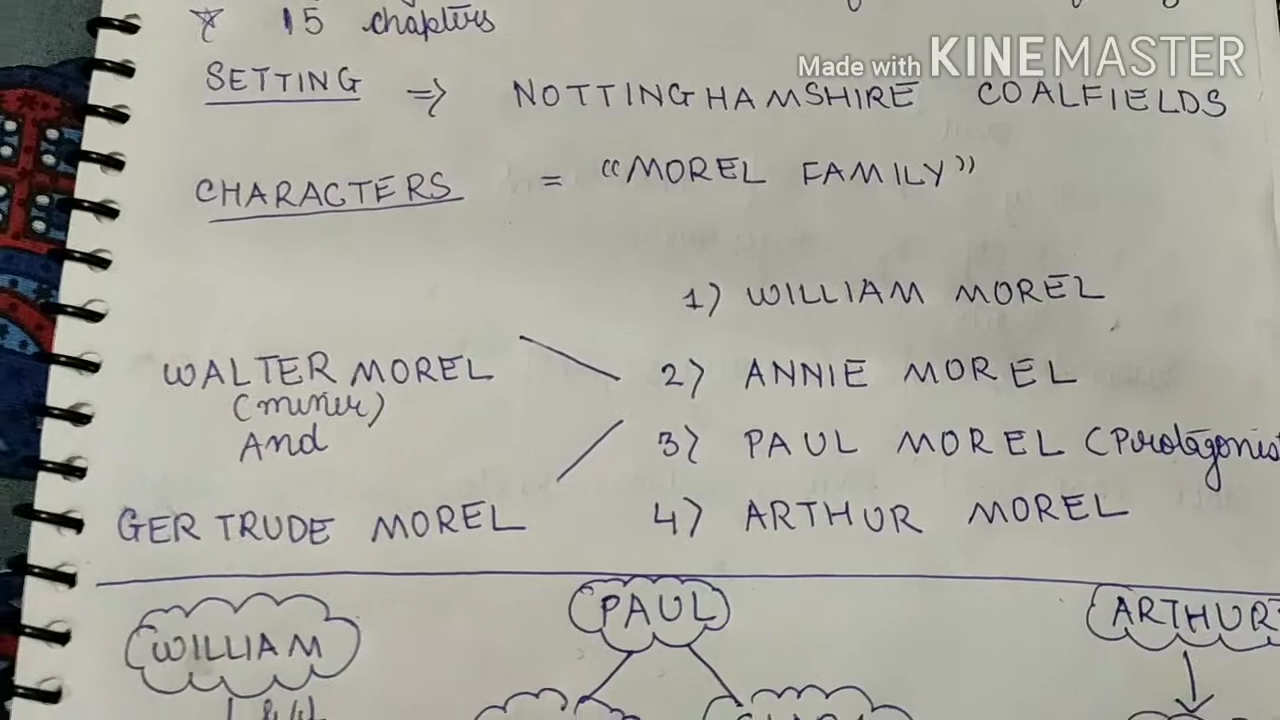 ☆ 15 chapters
Made with KINEMASTER
SETTING ⇒ NOTTINGHAMSHIRE COALFIELDS
CHARACTERS = "MOREL FAMILY"
1) WILLIAM MOREL
WALTER MOREL
2) ANNIE MOREL
(miner)
And
3) PAUL MOREL (Protagonist
GERTRUDE MOREL
4) ARTHUR MOREL
WILLIAM
PAUL
ARTHUR